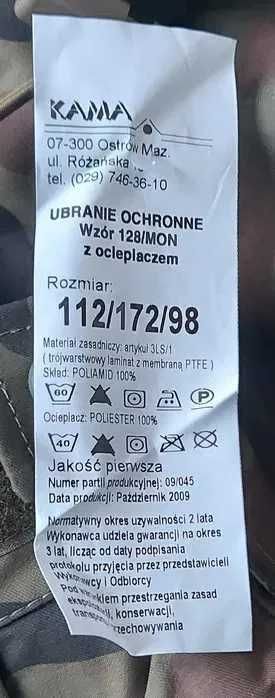 KAMA
07-300 Ostrów Maz.
ul. Różańska
tel. (029) 746-36-10
UBRANIE OCHRONNE
Wzór 128/MON
z ocieplaczem
Rozmiar:
112/172/98
Materiał zasadniczy: artykuł 3LS/1
( trójwarstwowy laminat z membraną PTFE )
Skład: POLIAMID 100%
60 P
Ocieplacz: POLIESTER 100%
40
Jakość pierwsza
Numer partii produkcyjnej: 09/045
Data produkcji: Październik 2009
Normatywny okres używalności 2 lata
Wykonawca udziela gwarancji na okres
3 lat, licząc od daty podpisania
protokołu przyjęcia przez przedstawicieli
Wykonawcy i Odbiorcy
Pod warunkiem przestrzegania zasad
eksploatacji, konserwacji,
transportu i przechowywania